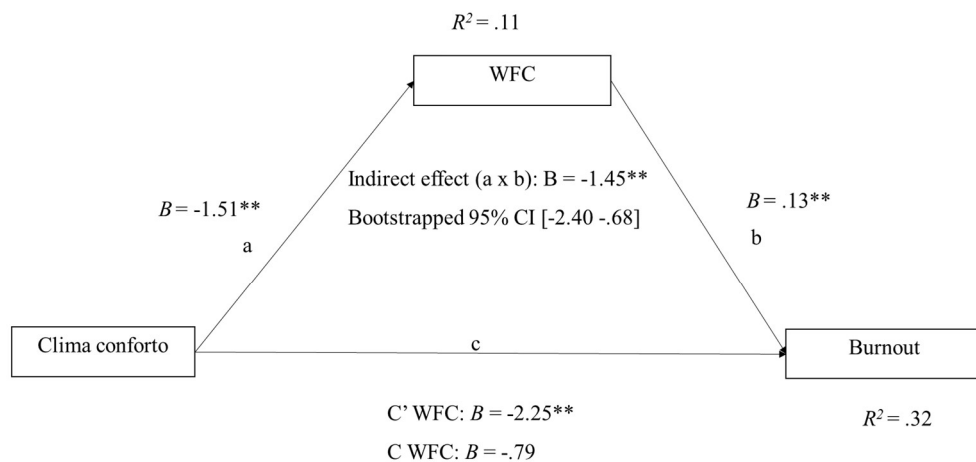 R² = .11
WFC
Indirect effect (a x b): B = -1.45**
Bootstrapped 95% CI [-2.40 -.68]
B = -1.51**
a
B = .13**
b
Clima conforto
c
Burnout
C’ WFC: B = -2.25**
C WFC: B = -.79
R² = .32